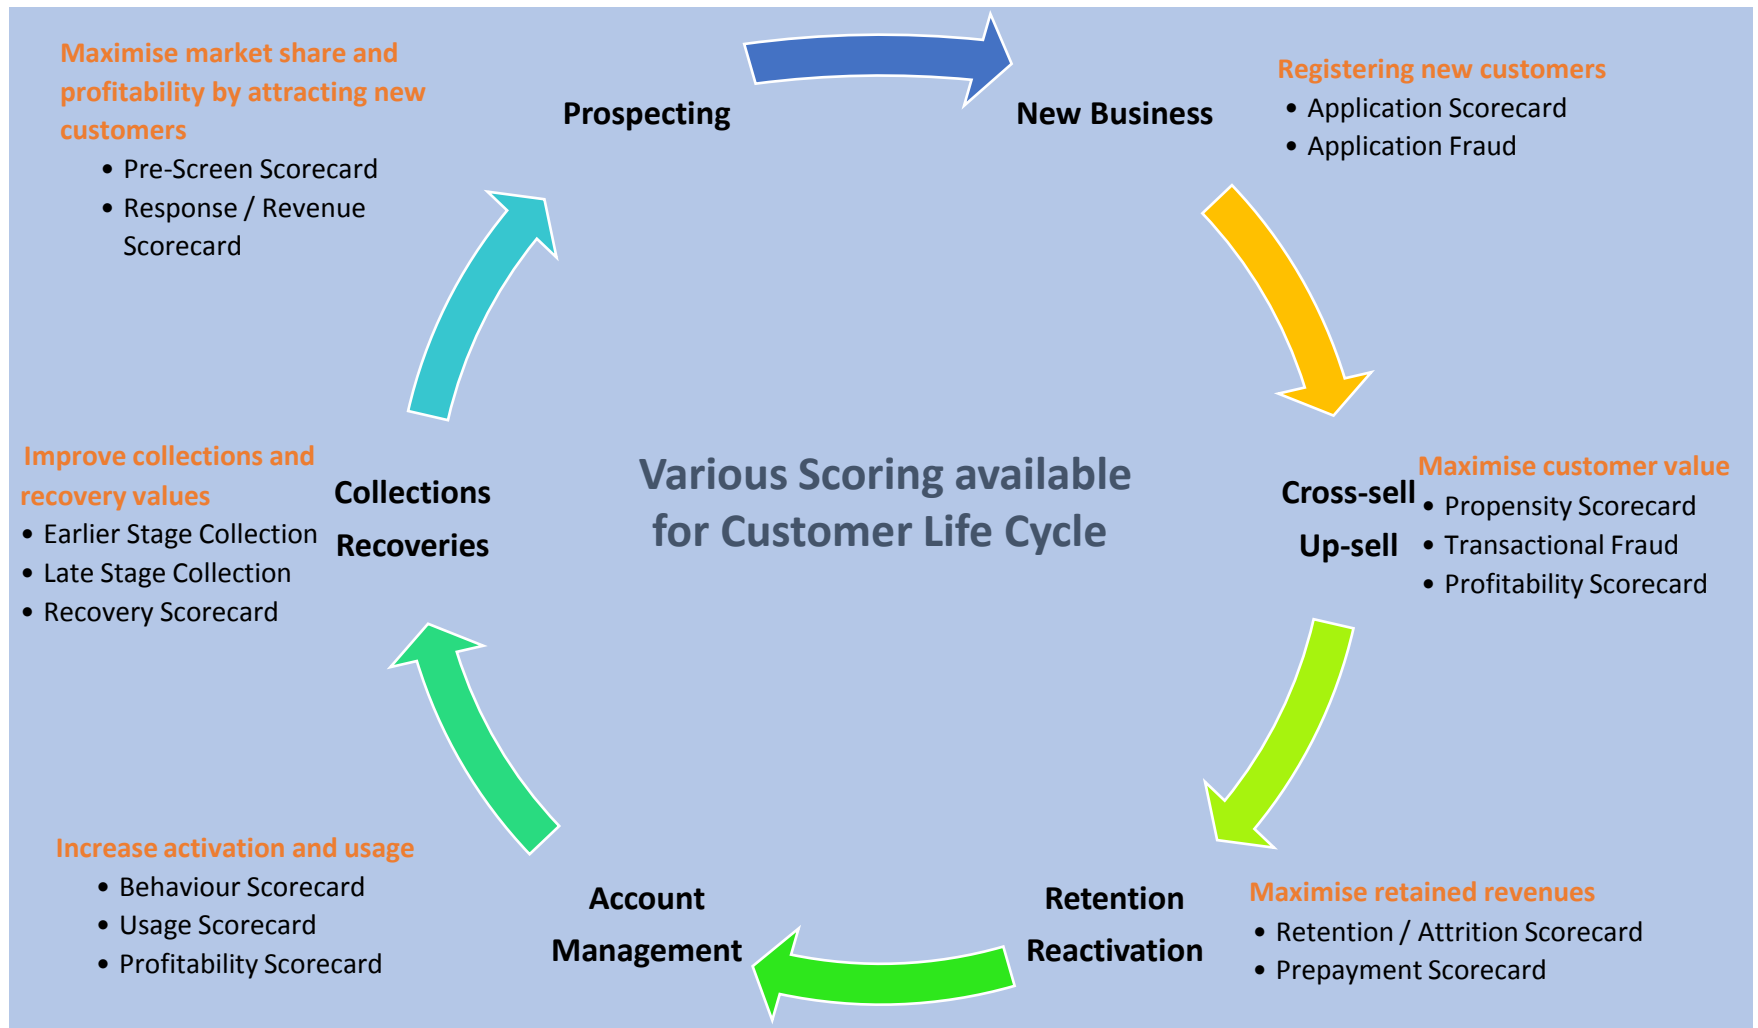 Maximise market share and
profitability by attracting new
customers
• Pre-Screen Scorecard
• Response / Revenue
Scorecard
Prospecting
New Business
Registering new customers
• Application Scorecard
• Application Fraud
Improve collections and
recovery values
• Earlier Stage Collection
• Late Stage Collection
• Recovery Scorecard
Collections
Recoveries
Various Scoring available
for Customer Life Cycle
Cross-sell
Up-sell
Maximise customer value
• Propensity Scorecard
• Transactional Fraud
• Profitability Scorecard
Increase activation and usage
• Behaviour Scorecard
• Usage Scorecard
• Profitability Scorecard
Account
Management
Retention
Reactivation
Maximise retained revenues
• Retention / Attrition Scorecard
• Prepayment Scorecard